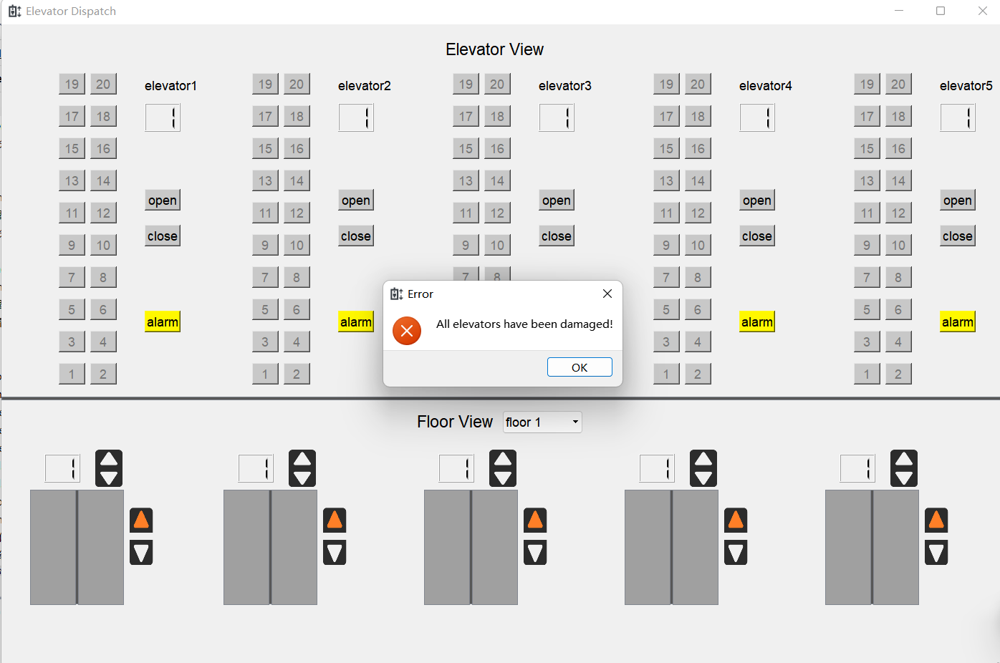 Elevator Dispatch
Elevator View
19 20 elevator1 19 20 elevator2 19 20 elevator3 19 20 elevator4 19 20 elevator5
17 18 1 17 18 1 17 18 1 17 18 1 17 18 1
15 16 15 16 15 16 15 16 15 16
13 14 13 14 13 14 13 14 13 14
open open open open open
11 12 11 12 11 12 11 12 11 12
close close close close close
9 10 9 10 9 10 9 10 9 10
7 8 7 8 7 8 7 8 7 8
Error
All elevators have been damaged!
OK
5 6 5 6 5 6 5 6
alarm alarm alarm alarm
3 4 3 4 3 4 3 4
1 2 1 2 1 2 1 2
Floor View floor 1
1 1 1 1 1